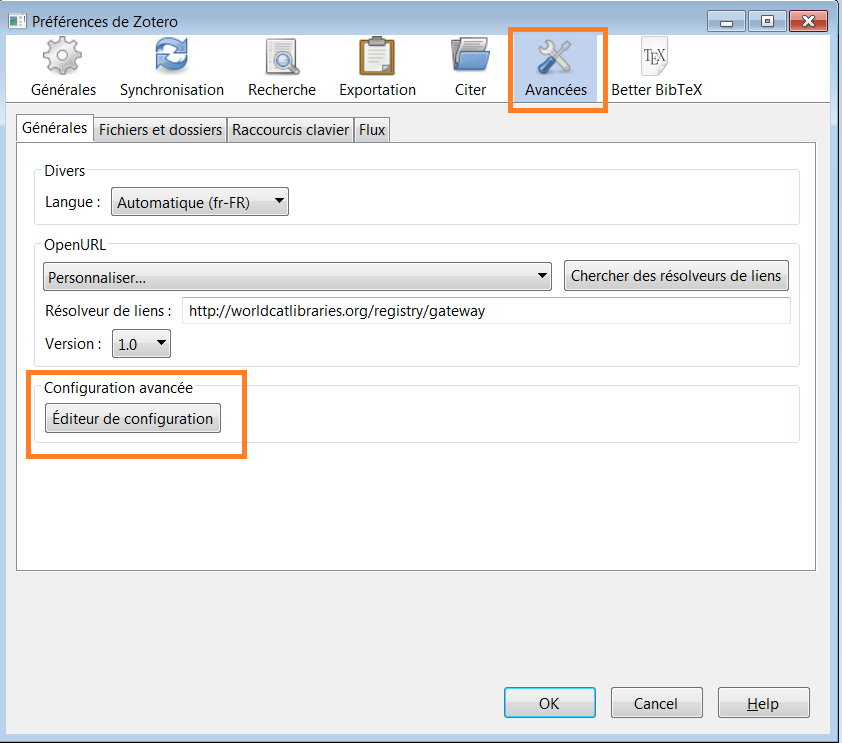 Préférences de Zotero
Générales Synchronisation Recherche Exportation Citer Avancées TEX Better BibTeX
Générales Fichiers et dossiers Raccourcis clavier Flux
Divers
Langue : Automatique (fr-FR)
OpenURL
Personnaliser... Chercher des résolveurs de liens
Résolveur de liens : http://worldcatlibraries.org/registry/gateway
Version : 1.0
Configuration avancée
Éditeur de configuration
OK Cancel Help